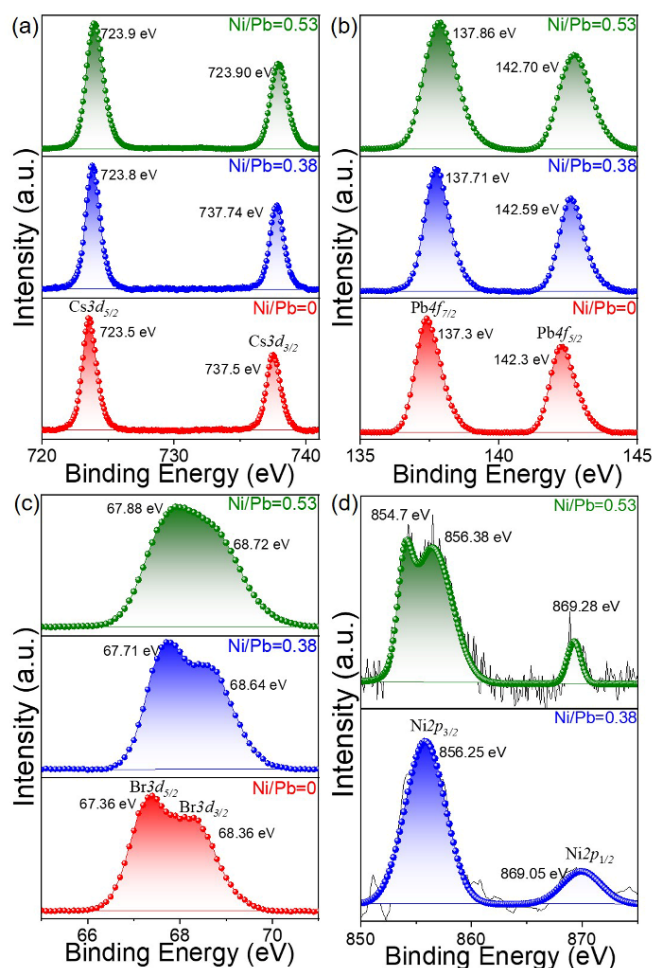 (a)
Ni/Pb=0.53
723.9 eV
723.90 eV
Ni/Pb=0.38
723.8 eV
737.74 eV
Ni/Pb=0
Cs3d5/2
723.5 eV
Cs3d3/2
737.5 eV
720
730
740
Binding Energy (eV)
Intensity (a.u.)
(b)
Ni/Pb=0.53
137.86 eV
142.70 eV
Ni/Pb=0.38
137.71 eV
142.59 eV
Ni/Pb=0
Pb4f7/2
137.3 eV
Pb4f5/2
142.3 eV
135
140
145
Binding Energy (eV)
Intensity (a.u.)
(c)
Ni/Pb=0.53
67.88 eV
68.72 eV
Ni/Pb=0.38
67.71 eV
68.64 eV
Ni/Pb=0
Br3d5/2
67.36 eV
Br3d3/2
68.36 eV
66
68
70
Binding Energy (eV)
Intensity (a.u.)
(d)
Ni/Pb=0.53
854.7 eV
856.38 eV
869.28 eV
Ni/Pb=0.38
Ni2p3/2
856.25 eV
Ni2p1/2
869.05 eV
850
860
870
Binding Energy (eV)
Intensity (a.u.)